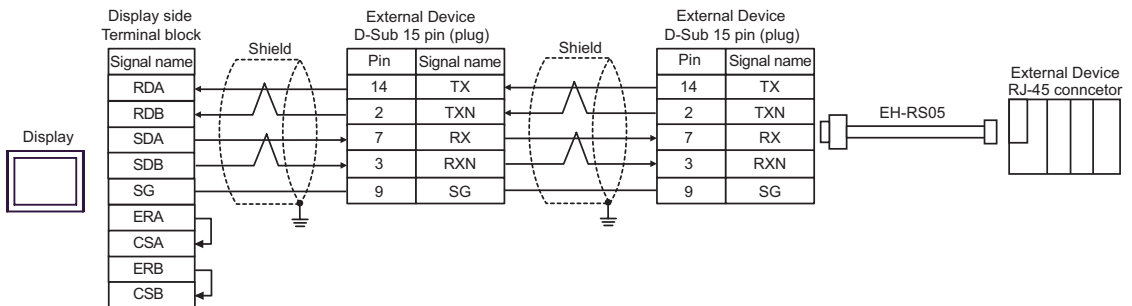 Display side
Terminal block
External Device
D-Sub 15 pin (plug)
External Device
D-Sub 15 pin (plug)
Signal name
Shield
Pin
Signal name
Shield
Pin
Signal name
External Device
RJ-45 conncetor
RDA
14
TX
14
TX
RDB
2
TXN
2
TXN
EH-RS05
Display
SDA
7
RX
7
RX
SDB
3
RXN
3
RXN
SG
9
SG
9
SG
ERA
CSA
ERB
CSB